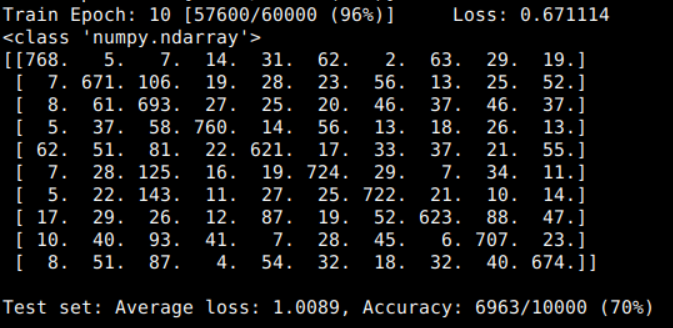 Train Epoch: 10 [57600/60000 (96%)]	Loss: 0.671114
<class 'numpy.ndarray'>
[[768.   5.   7.  14.  31.  62.   2.  63.  29.  19.]
 [  7. 671. 106.  19.  28.  23.  56.  13.  25.  52.]
 [  8.  61. 693.  27.  25.  20.  46.  37.  46.  37.]
 [  5.  37.  58. 760.  14.  56.  13.  18.  26.  13.]
 [ 62.  51.  81.  22. 621.  17.  33.  37.  21.  55.]
 [  7.  28. 125.  16.  19. 724.  29.   7.  34.  11.]
 [  5.  22. 143.  11.  27.  25. 722.  21.  10.  14.]
 [ 17.  29.  26.  12.  87.  19.  52. 623.  88.  47.]
 [ 10.  40.  93.  41.   7.  28.  45.   6. 707.  23.]
 [  8.  51.  87.   4.  54.  32.  18.  32.  40. 674.]]
Test set: Average loss: 1.0089, Accuracy: 6963/10000 (70%)